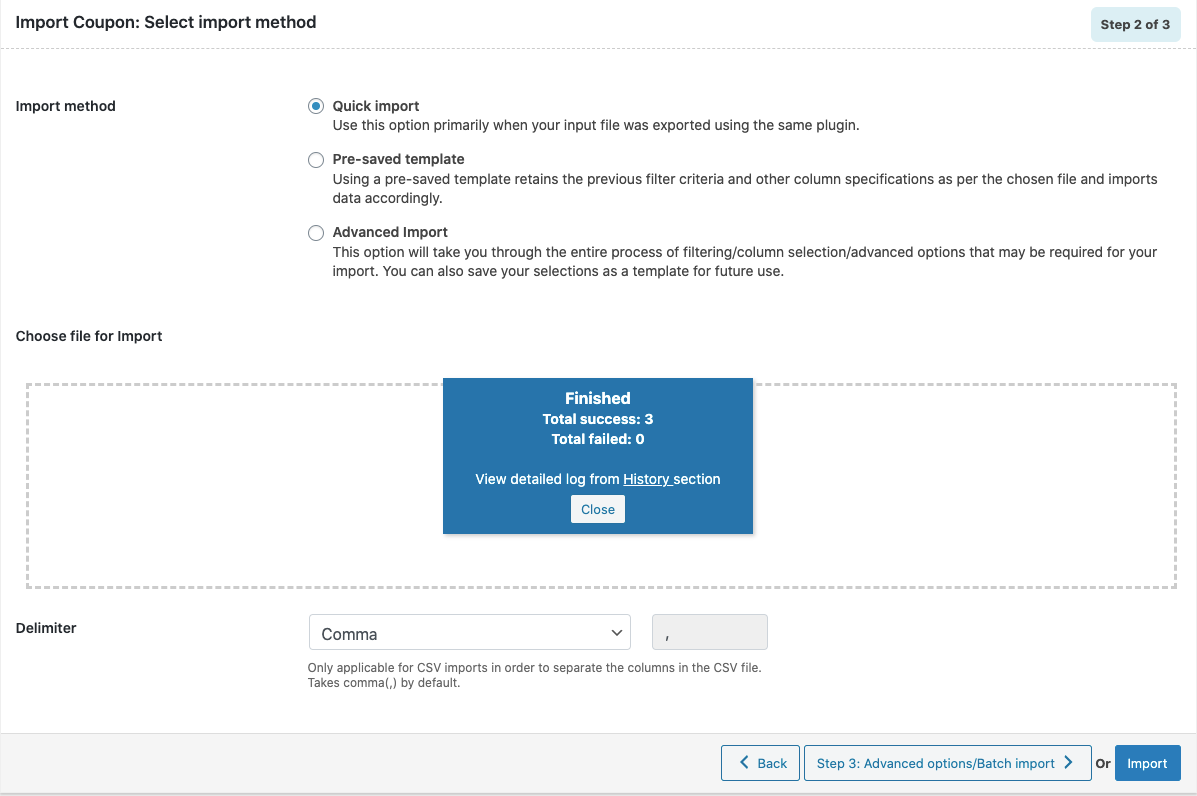 Import Coupon: Select import method
Step 2 of 3
Import method
Quick import
Use this option primarily when your input file was exported using the same plugin.
Pre-saved template
Using a pre-saved template retains the previous filter criteria and other column specifications as per the chosen file and imports
data accordingly.
Advanced Import
This option will take you through the entire process of filtering/column selection/advanced options that may be required for your
import. You can also save your selections as a template for future use.
Choose file for Import
Finished
Total success: 3
Total failed: 0
View detailed log from History section
Close
Delimiter
Comma
,
Only applicable for CSV imports in order to separate the columns in the CSV file.
Takes comma(,) by default.
Back
Step 3: Advanced options/Batch import
Or
Import